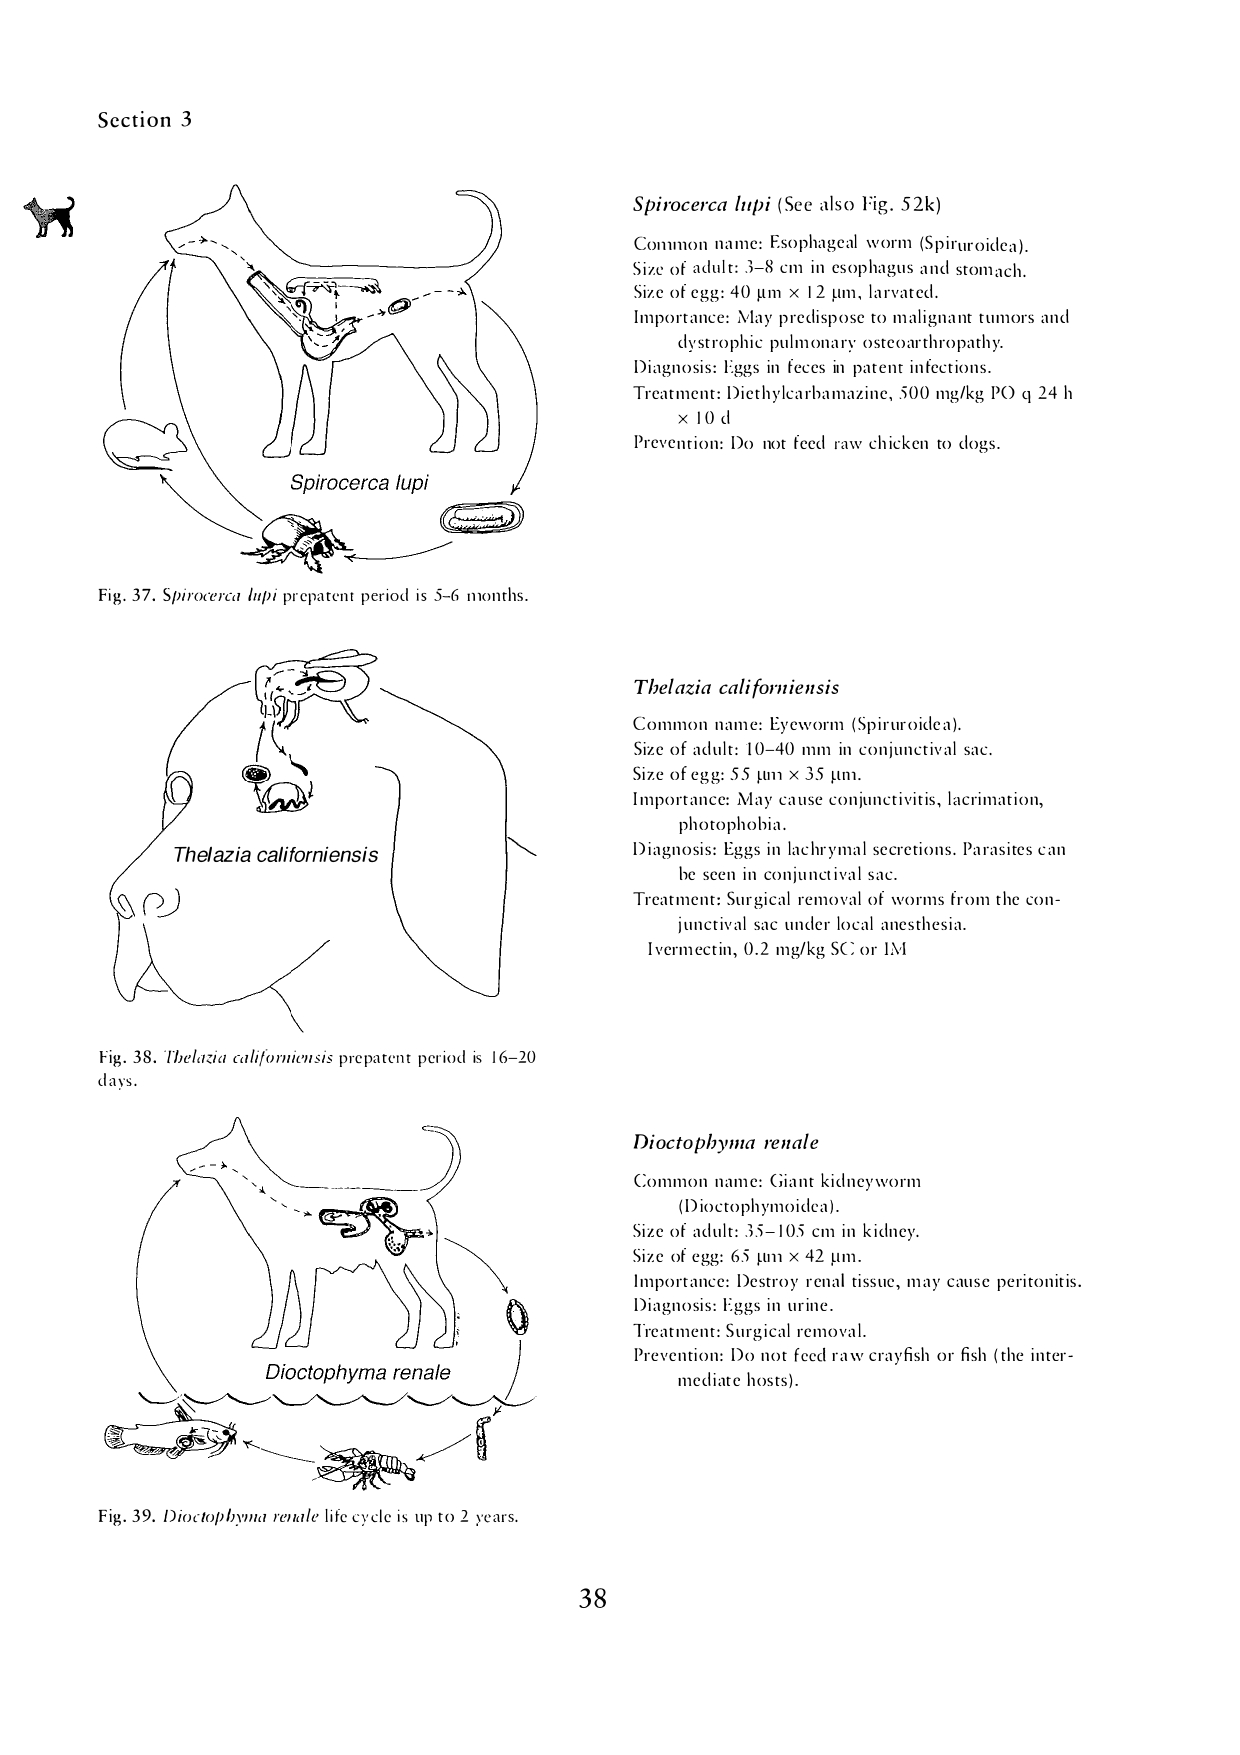 Section 3
Spirocerca lupi
Fig. 37. Spirocerca lupi prepatent period is 5–6 months.
Spirocerca lupi (See also Fig. 52k)
Common name: Esophageal worm (Spiruroidea).
Size of adult: 3–8 cm in esophagus and stomach.
Size of egg: 40 µm × 12 µm, larvated.
Importance: May predispose to malignant tumors and
dystrophic pulmonary osteoarthropathy.
Diagnosis: Eggs in feces in patent infections.
Treatment: Diethylcarbamazine, 500 mg/kg PO q 24 h
× 10 d
Prevention: Do not feed raw chicken to dogs.
Thelazia californiensis
Fig. 38. Thelazia californiensis prepatent period is 16–20
days.
Thelazia californiensis
Common name: Eyeworm (Spiruroidea).
Size of adult: 10–40 mm in conjunctival sac.
Size of egg: 55 µm × 35 µm.
Importance: May cause conjunctivitis, lacrimation,
photophobia.
Diagnosis: Eggs in lachrymal secretions. Parasites can
be seen in conjunctival sac.
Treatment: Surgical removal of worms from the con-
junctival sac under local anesthesia.
Ivermectin, 0.2 mg/kg SC or IM
Dioctophyma renale
Fig. 39. Dioctophyma renale life cycle is up to 2 years.
Dioctophyma renale
Common name: Giant kidneyworm
(Dioctophymoidea).
Size of adult: 35–105 cm in kidney.
Size of egg: 65 µm × 42 µm.
Importance: Destroy renal tissue, may cause peritonitis.
Diagnosis: Eggs in urine.
Treatment: Surgical removal.
Prevention: Do not feed raw crayfish or fish (the inter-
mediate hosts).
38